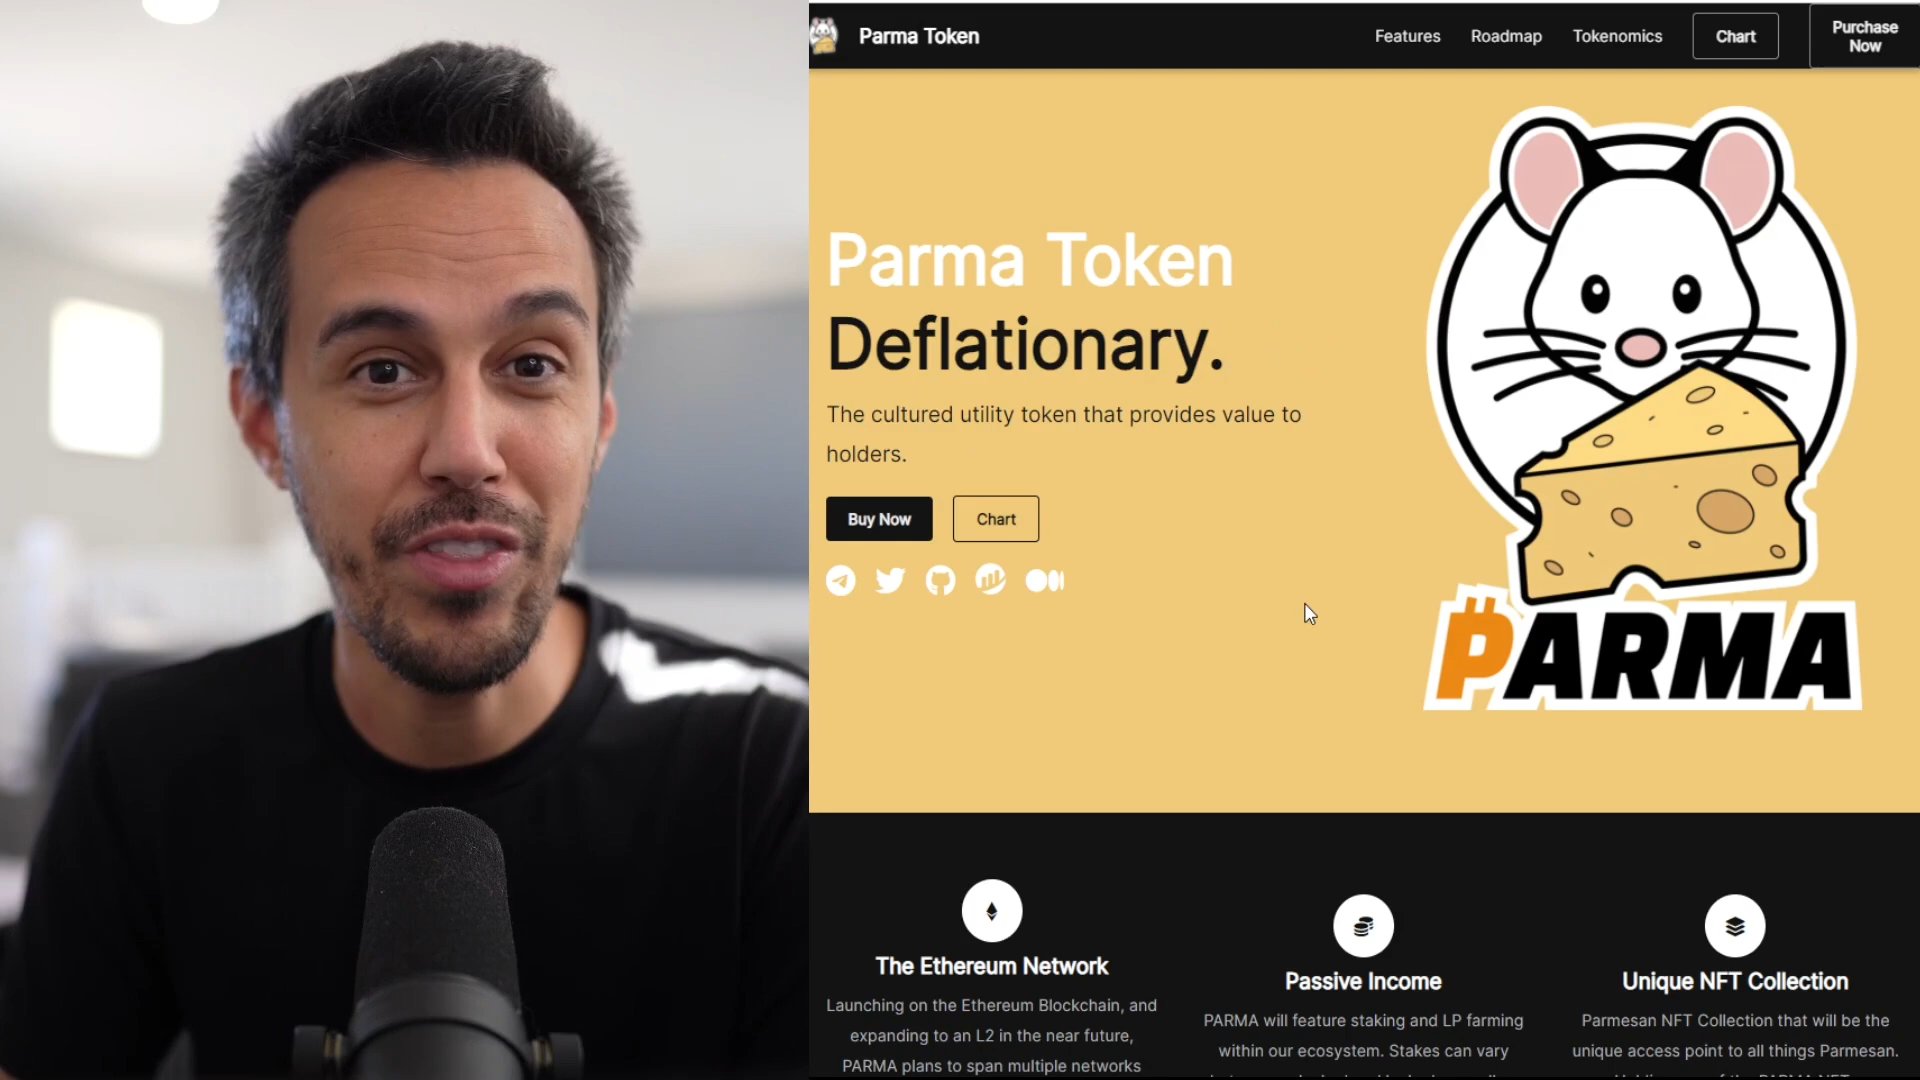 Parma Token
Features
Roadmap
Tokenomics
Chart
Purchase
Now
Parma Token
Deflationary.
The cultured utility token that provides value to
holders.
Buy Now
Chart
PARMA
The Ethereum Network
Launching on the Ethereum Blockchain, and
expanding to an L2 in the near future,
PARMA plans to span multiple networks
Passive Income
PARMA will feature staking and LP farming
within our ecosystem. Stakes can vary
Unique NFT Collection
Parmesan NFT Collection that will be the
unique access point to all things Parmesan.